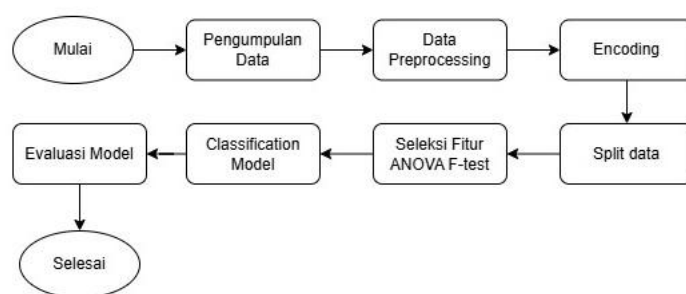 Mulai
Pengumpulan
Data
Data
Preprocessing
Encoding
Split data
Seleksi Fitur
ANOVA F-test
Classification
Model
Evaluasi Model
Selesai